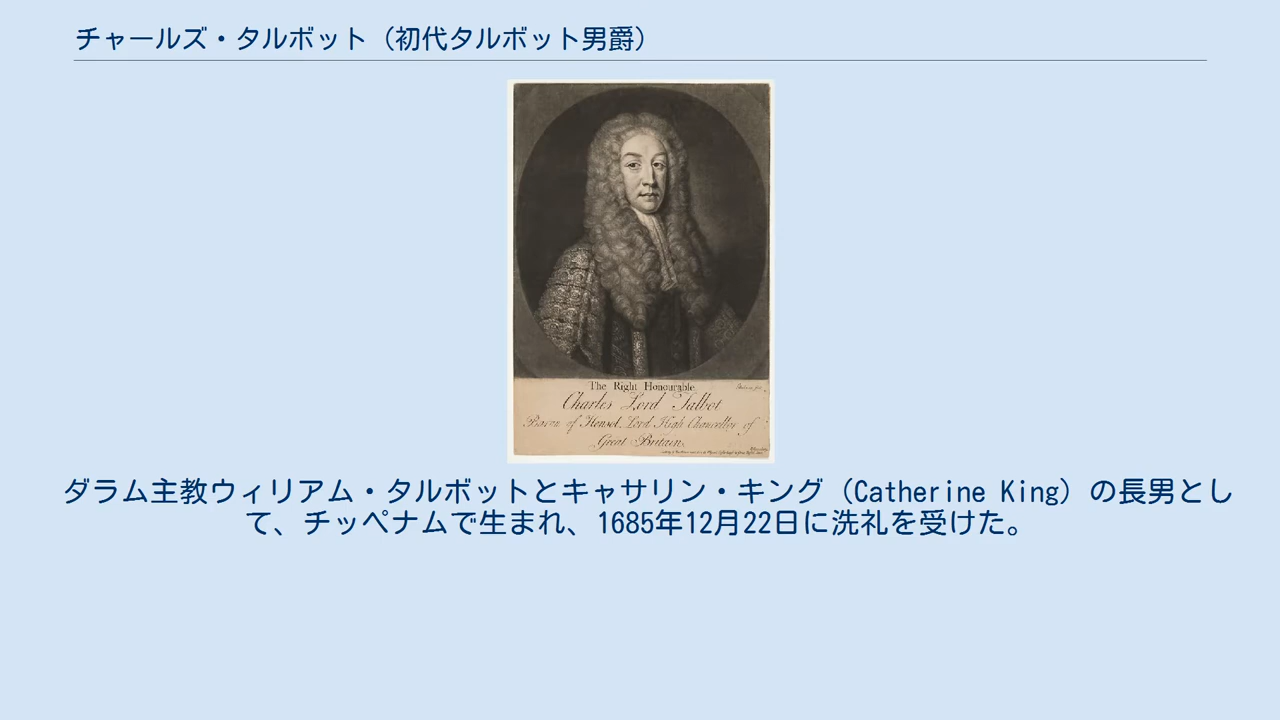 チャールズ・タルボット（初代タルボット男爵）
The Right Honourable
Charles Lord Talbot
Baron of Hensol, Lord High Chancellor of
Great Britain.
ダラム主教ウィリアム・タルボットとキャサリン・キング（Catherine King）の長男とし
て、チッペナムで生まれ、1685年12月22日に洗礼を受けた。